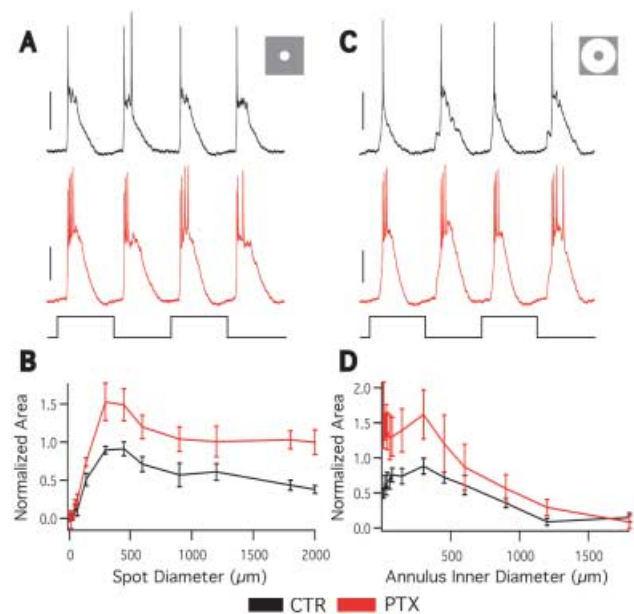 A
C
B
D
Normalized Area
1.5
1.0
0.5
0.0
0
500
1000
1500
2000
Spot Diameter (µm)
Normalized Area
2.0
1.5
1.0
0.5
0.0
500
1000
1500
Annulus Inner Diameter (µm)
CTR
PTX